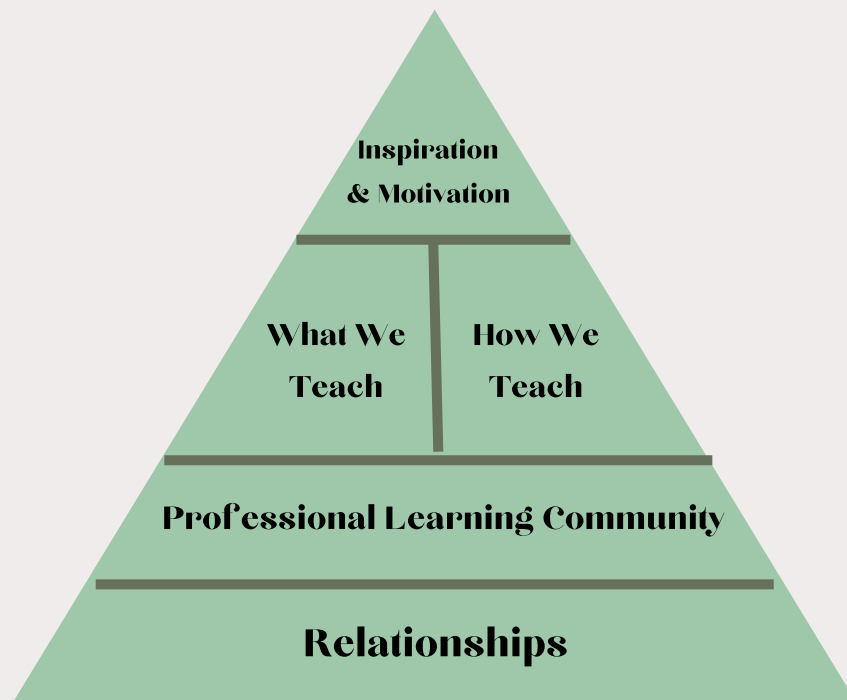 Inspiration
& Motivation
What We
Teach
How We
Teach
Professional Learning Community
Relationships